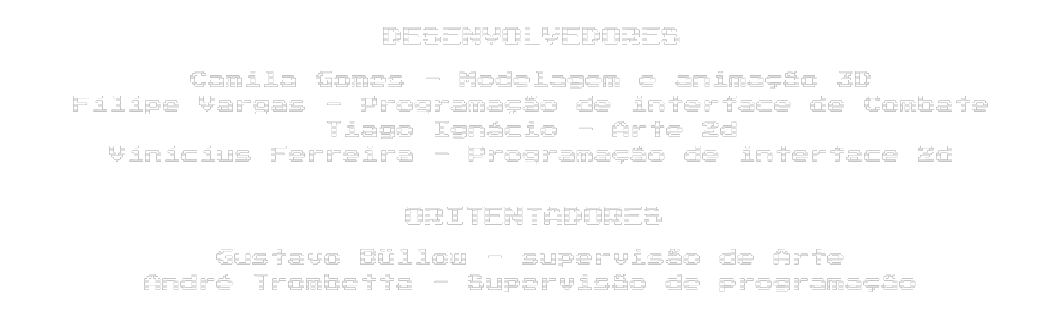 DESENVOLVEDORES
Camila Gomes - Modelagem e animação 3D
Filipe Vargas - Programação de interface de Combate
Tiago Ignácio - Arte 2d
Vinicius Ferreira - Programação de interface 2d
ORITENTADORES
Gustavo Büllow - supervisão de Arte
André Trombetta - Supervisão de programação